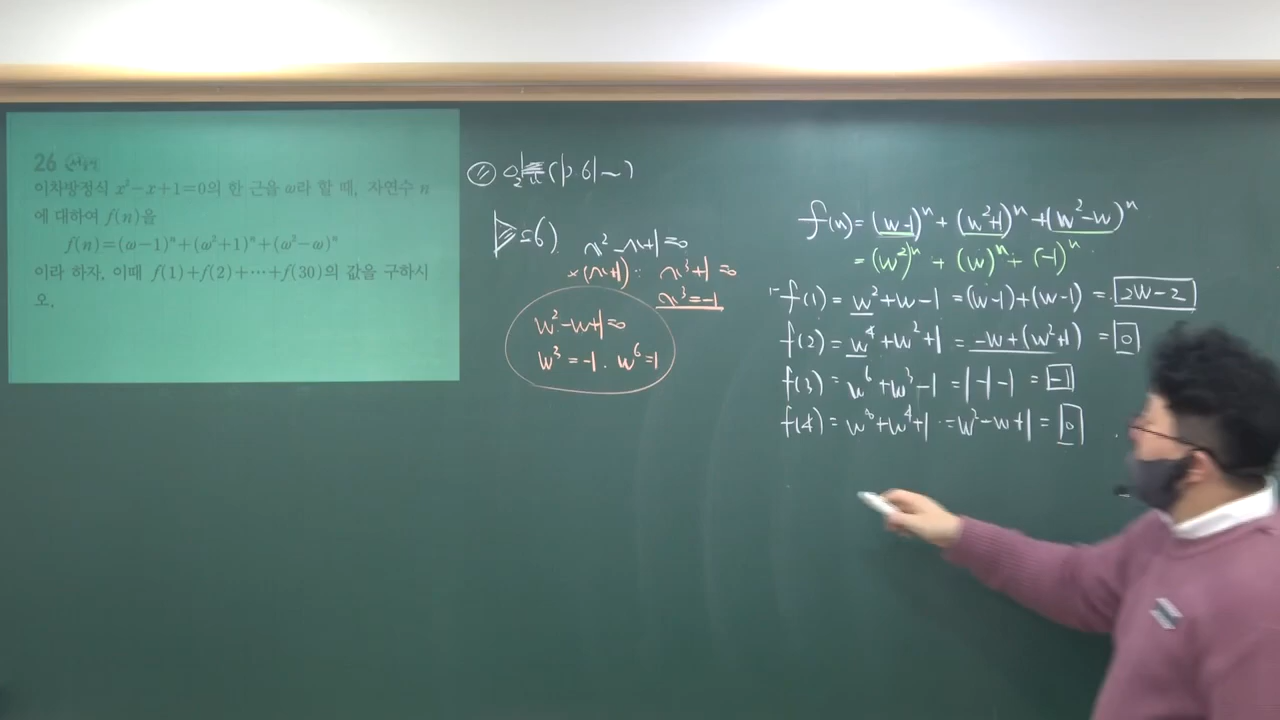 26 서술형
이차방정식 x²-x+1=0의 한 근을 ω라 할 때, 자연수 n
에 대하여 f(n)을
f(n)=(ω-1)ⁿ+(ω²+1)ⁿ+(ω²-ω)ⁿ
이라 하자. 이때 f(1)+f(2)+⋯+f(30)의 값을 구하시
오.
(p.61~)
56) x²-x+1=0
×(x+1): x³+1=0
x³=-1
w²-w+1=0
w³=-1. w⁶=1
f(n)=(w-1)ⁿ+(w²+1)ⁿ+(w²-w)ⁿ
=(w²)ⁿ+(w)ⁿ+(-1)ⁿ
f(1)=w²+w-1=(w-1)+(w-1)=2w-2
f(2)=w⁴+w²+1=-w+(w²+1)=0
f(3)=w⁶+w³-1=1-1-1=-1
f(4)=w⁸+w⁴+1=w²-w+1=0